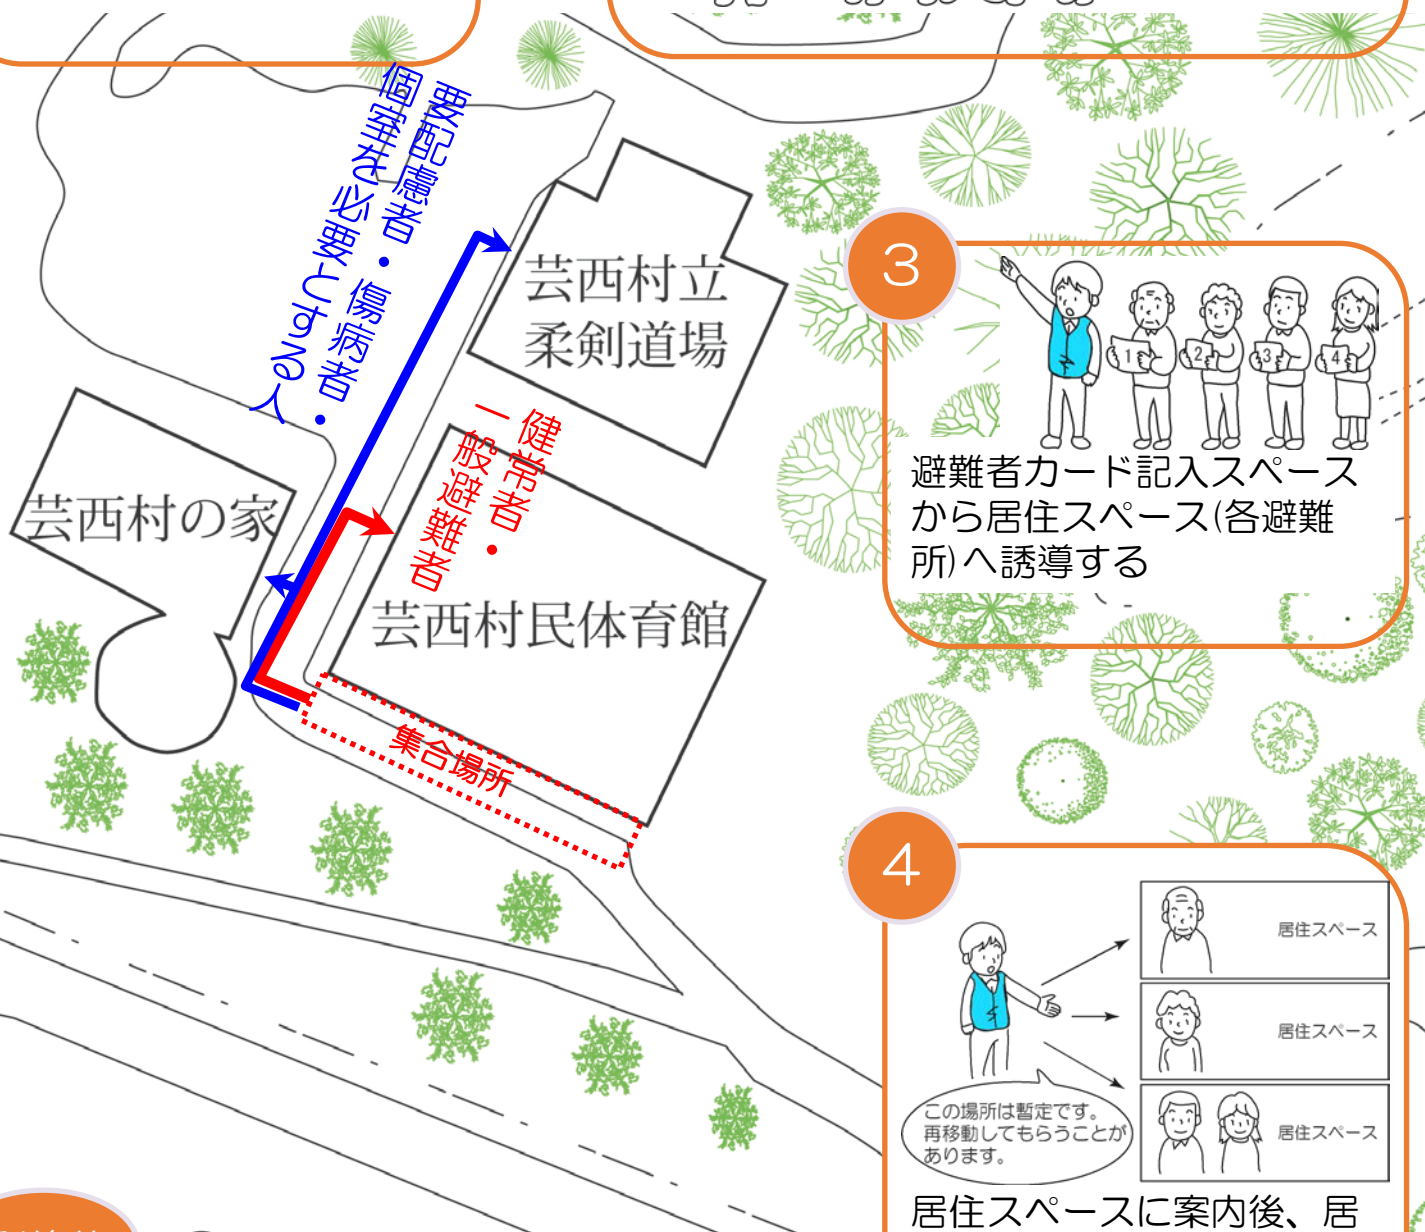 要配慮者・傷病者・
個室を必要とする人
芸西村立
柔剣道場
健常者・
一般避難者
芸西村の家
芸西村民体育館
集合場所
3
1
2
3
4
避難者カード記入スペース
から居住スペース(各避難
所)へ誘導する
4
居住スペース
居住スペース
居住スペース
この場所は暫定です。
再移動してもらうことが
あります。
居住スペースに案内後、居